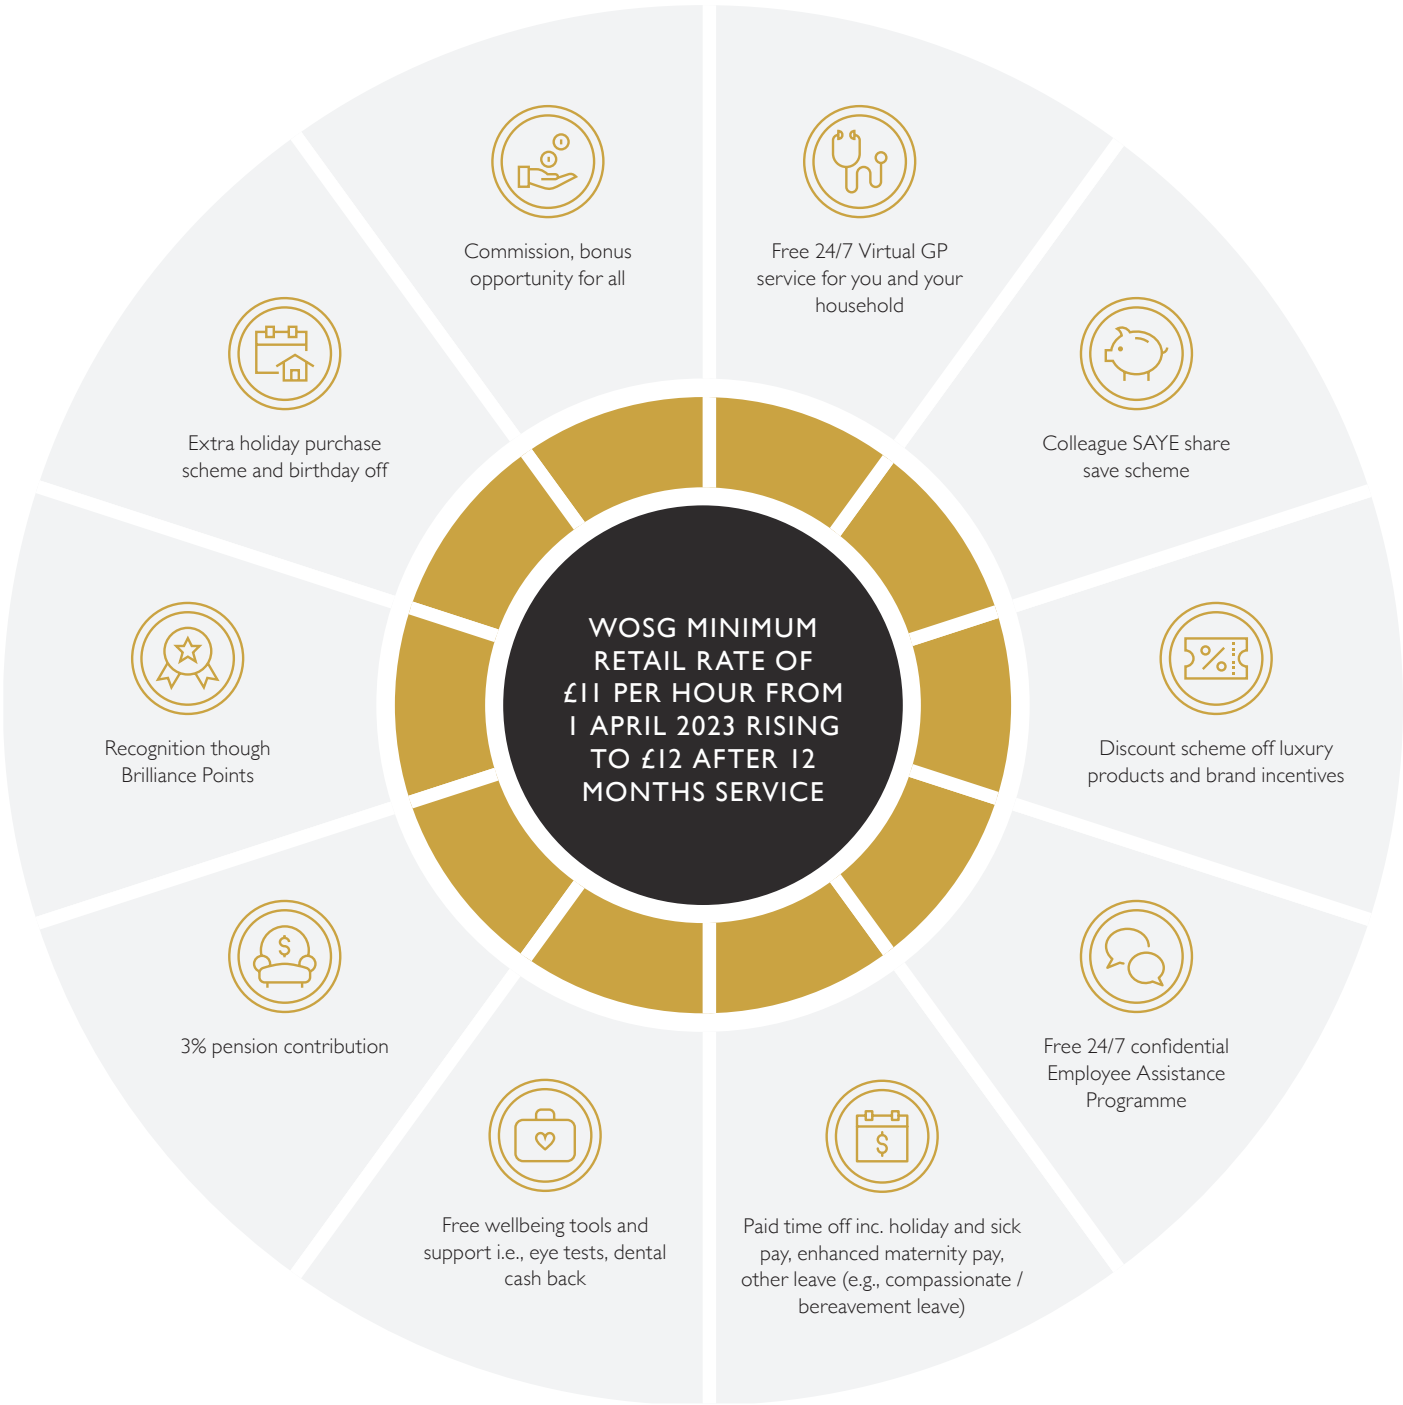 Commission, bonus
opportunity for all
Free 24/7 Virtual GP
service for you and your
household
Extra holiday purchase
scheme and birthday off
Colleague SAYE share
save scheme
WOSG MINIMUM
RETAIL RATE OF
£11 PER HOUR FROM
1 APRIL 2023 RISING
TO £12 AFTER 12
MONTHS SERVICE
Recognition though
Brilliance Points
%
Discount scheme off luxury
products and brand incentives
$
3% pension contribution
Free 24/7 confidential
Employee Assistance
Programme
Free wellbeing tools and
support i.e., eye tests, dental
cash back
$
Paid time off inc. holiday and sick
pay, enhanced maternity pay,
other leave (e.g., compassionate /
bereavement leave)